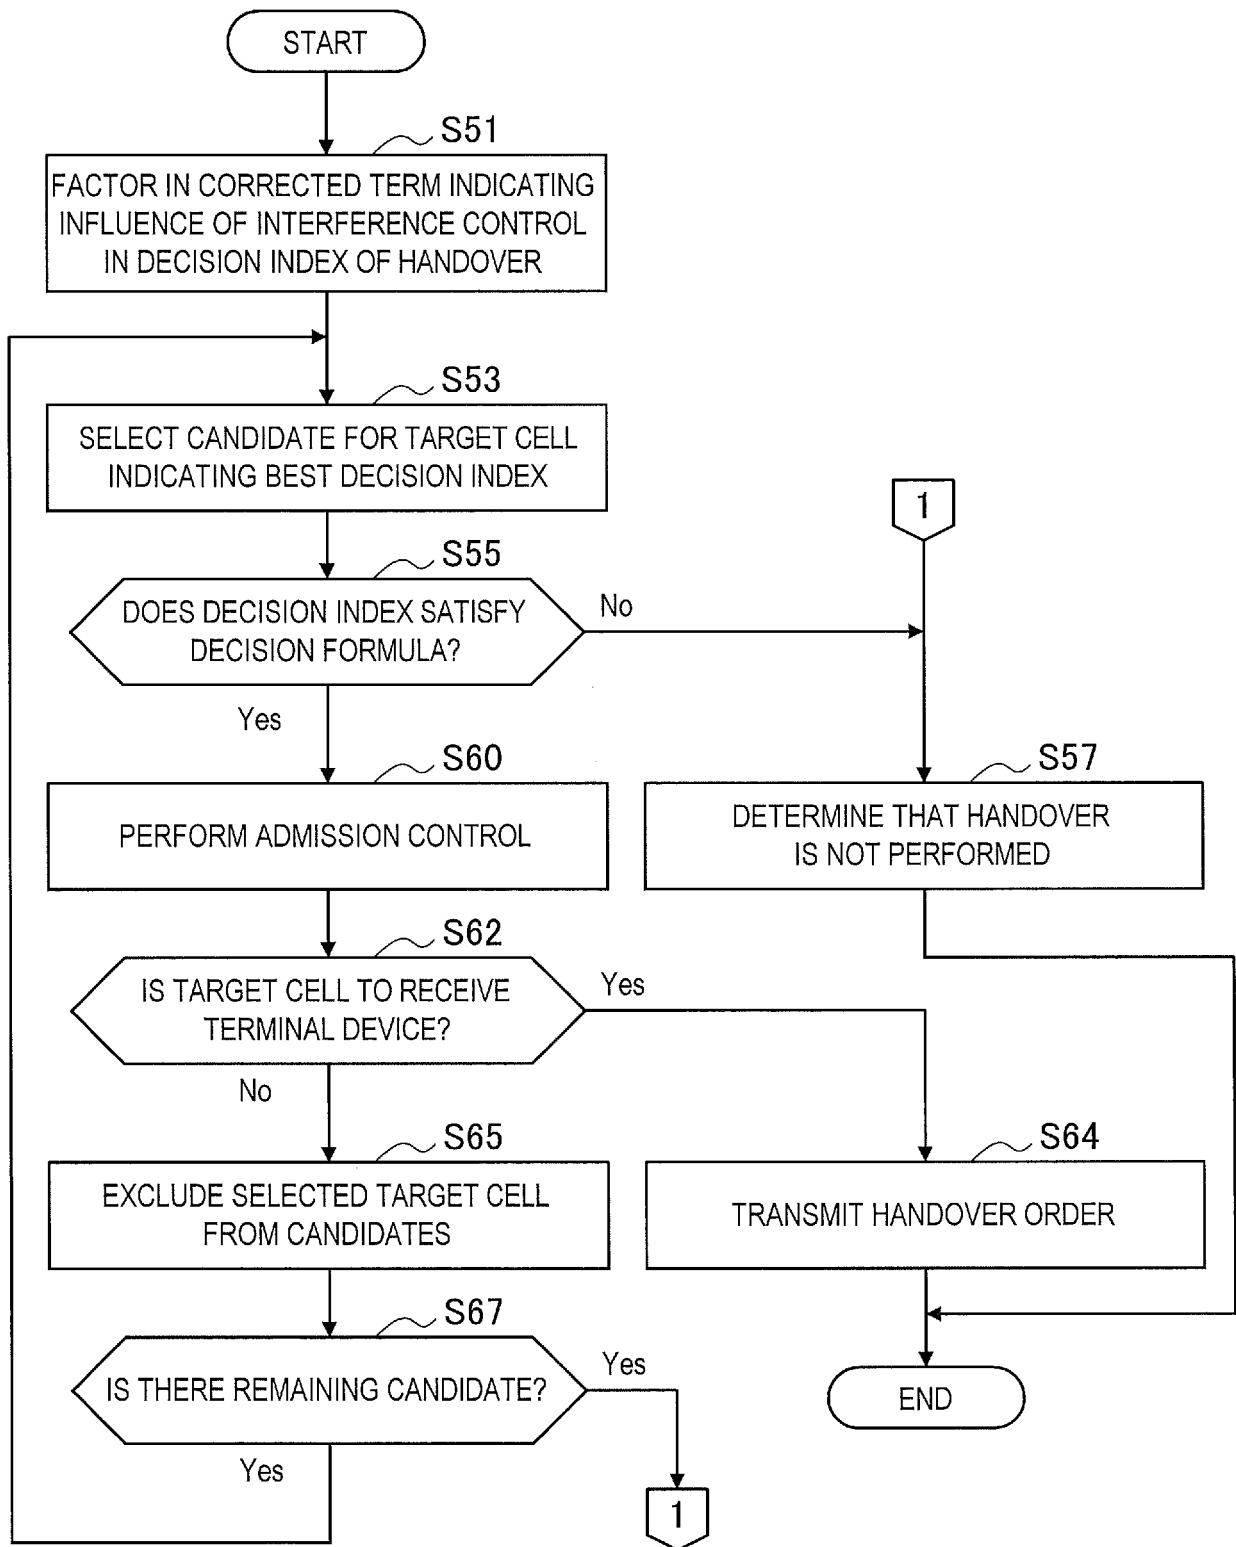 START
S51
FACTOR IN CORRECTED TERM INDICATING
INFLUENCE OF INTERFERENCE CONTROL
IN DECISION INDEX OF HANDOVER
S53
SELECT CANDIDATE FOR TARGET CELL
INDICATING BEST DECISION INDEX
1
S55
DOES DECISION INDEX SATISFY
DECISION FORMULA?
No
Yes
S60
PERFORM ADMISSION CONTROL
S57
DETERMINE THAT HANDOVER
IS NOT PERFORMED
S62
IS TARGET CELL TO RECEIVE
TERMINAL DEVICE?
Yes
No
S65
EXCLUDE SELECTED TARGET CELL
FROM CANDIDATES
S64
TRANSMIT HANDOVER ORDER
S67
IS THERE REMAINING CANDIDATE?
Yes
Yes
END
1